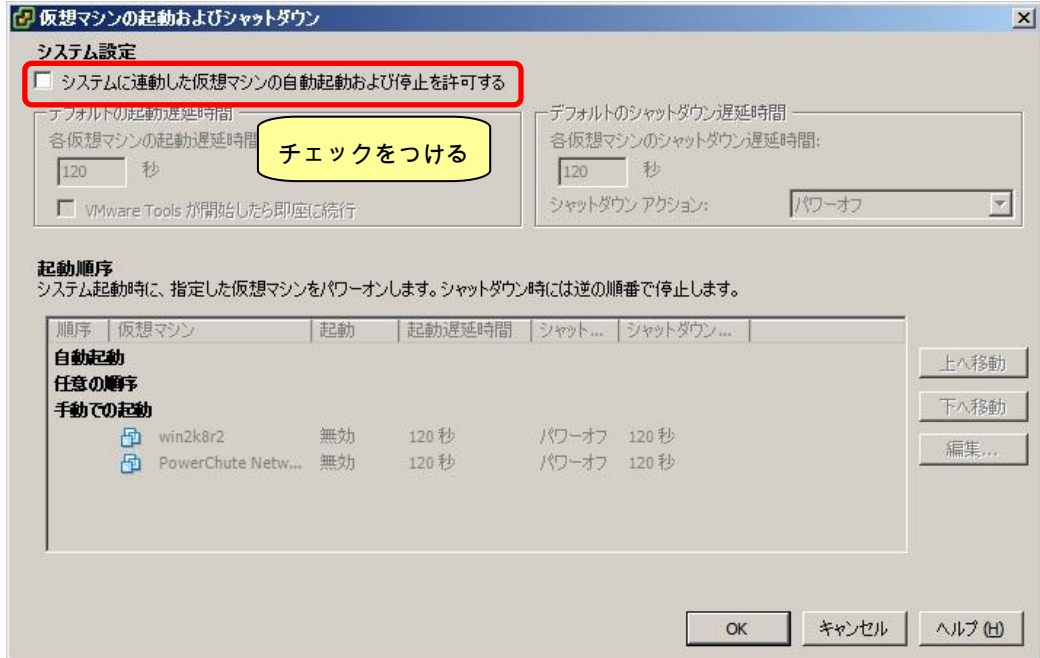 仮想マシンの起動およびシャットダウン
システム設定
システムに連動した仮想マシンの自動起動および停止を許可する
デフォルトの起動遅延時間
各仮想マシンの起動遅延時間
120 秒
VMware Tools が開始したら即座に続行
チェックをつける
デフォルトのシャットダウン遅延時間
各仮想マシンのシャットダウン遅延時間:
120 秒
シャットダウン アクション: パワーオフ
起動順序
システム起動時に、指定した仮想マシンをパワーオンします。シャットダウン時には逆の順番で停止します。
順序 仮想マシン 起動 起動遅延時間 シャット... シャットダウン...
自動起動
任意の順序
手動での起動
win2k8r2 無効 120 秒 パワーオフ 120 秒
PowerChute Netw... 無効 120 秒 パワーオフ 120 秒
上へ移動
下へ移動
編集...
OK キャンセル ヘルプ (H)